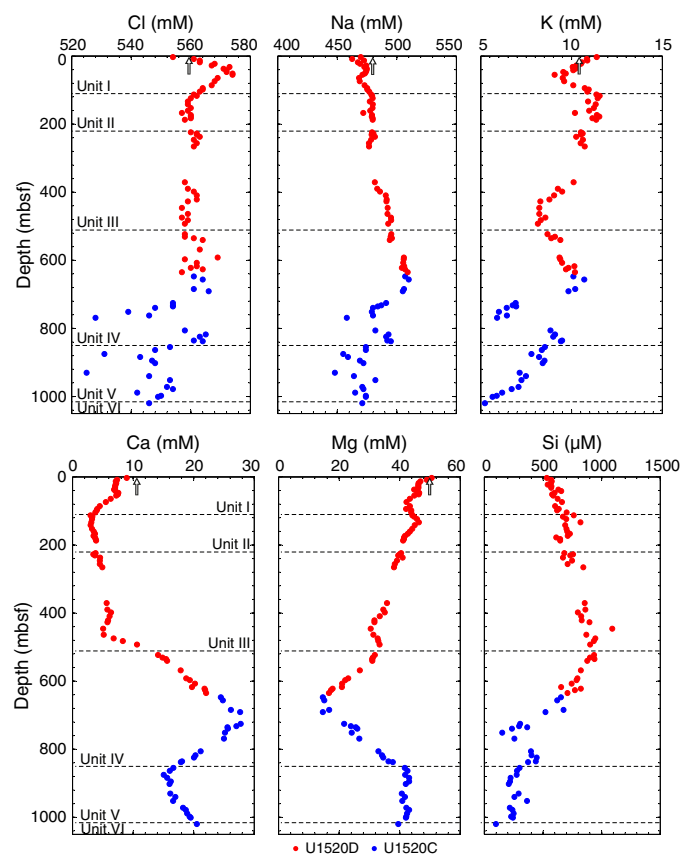 Cl (mM) Na (mM) K (mM)
520 540 560 580 400 450 500 550 5 10 15
0
Unit I
200
Unit II
400
Unit III
600
800
Unit IV
1000
Unit V
Unit VI
Depth (mbsf)
Ca (mM) Mg (mM) Si (µM)
0 10 20 30 0 20 40 60 0 500 1000 1500
0
Unit I
200
Unit II
400
Unit III
600
800
Unit IV
1000
Unit V
Unit VI
Depth (mbsf)
U1520D U1520C